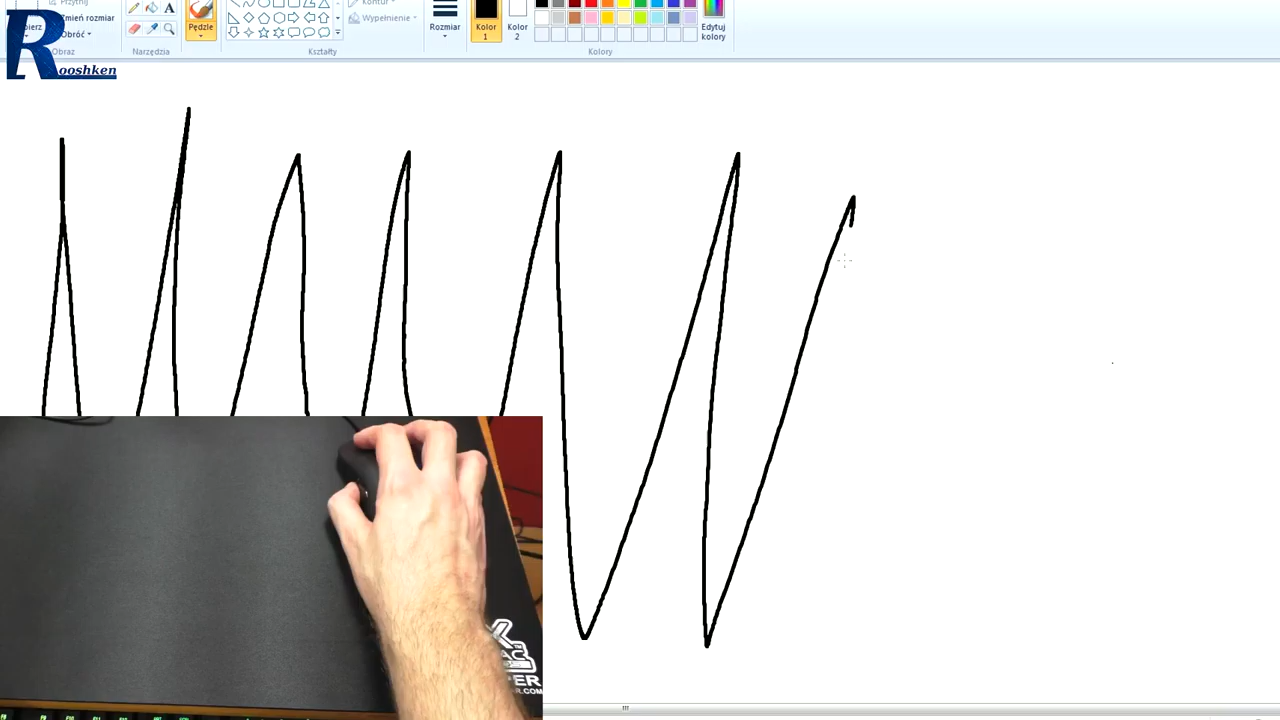 Przytnij
Zmień rozmiar
Obróć
Obraz
A
Narzędzia
Pędzle
Kontur
Wypełnienie
Kształty
Rozmiar
Kolor
1
Kolor
2
Edytuj
kolory
Kolory
Rooshken